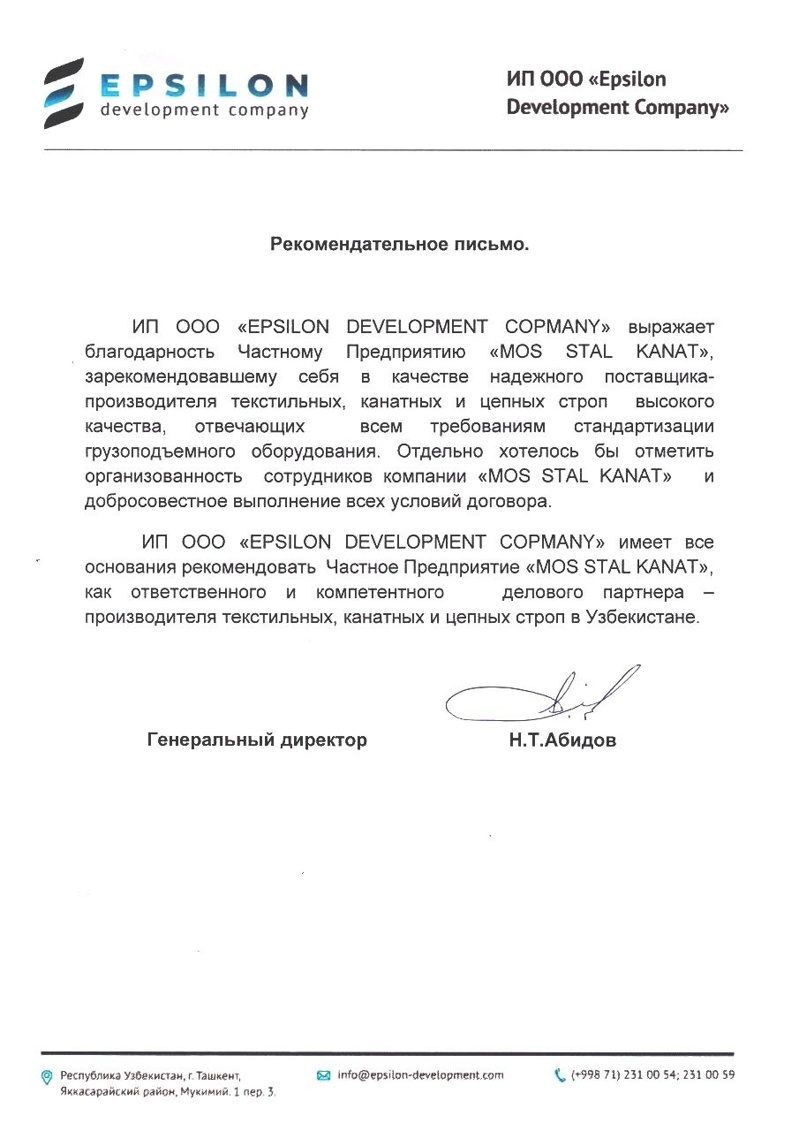 EPSILON
development company
ИП ООО «Epsilon
Development Company»
Рекомендательное письмо.
ИП ООО «EPSILON DEVELOPMENT COPMANY» выражает
благодарность Частному Предприятию «MOS STAL KANAT»,
зарекомендовавшему себя в качестве надежного поставщика-
производителя текстильных, канатных и цепных строп высокого
качества, отвечающих всем требованиям стандартизации
грузоподъемного оборудования. Отдельно хотелось бы отметить
организованность сотрудников компании «MOS STAL KANAT» и
добросовестное выполнение всех условий договора.
ИП ООО «EPSILON DEVELOPMENT COPMANY» имеет все
основания рекомендовать Частное Предприятие «MOS STAL KANAT»,
как ответственного и компетентного делового партнера –
производителя текстильных, канатных и цепных строп в Узбекистане.
Генеральный директор Н.Т.Абидов
Республика Узбекистан, г. Ташкент,
Яккасарайский район, Мукимий. 1 пер. 3.
info@epsilon-development.com
(+998 71) 231 00 54; 231 00 59